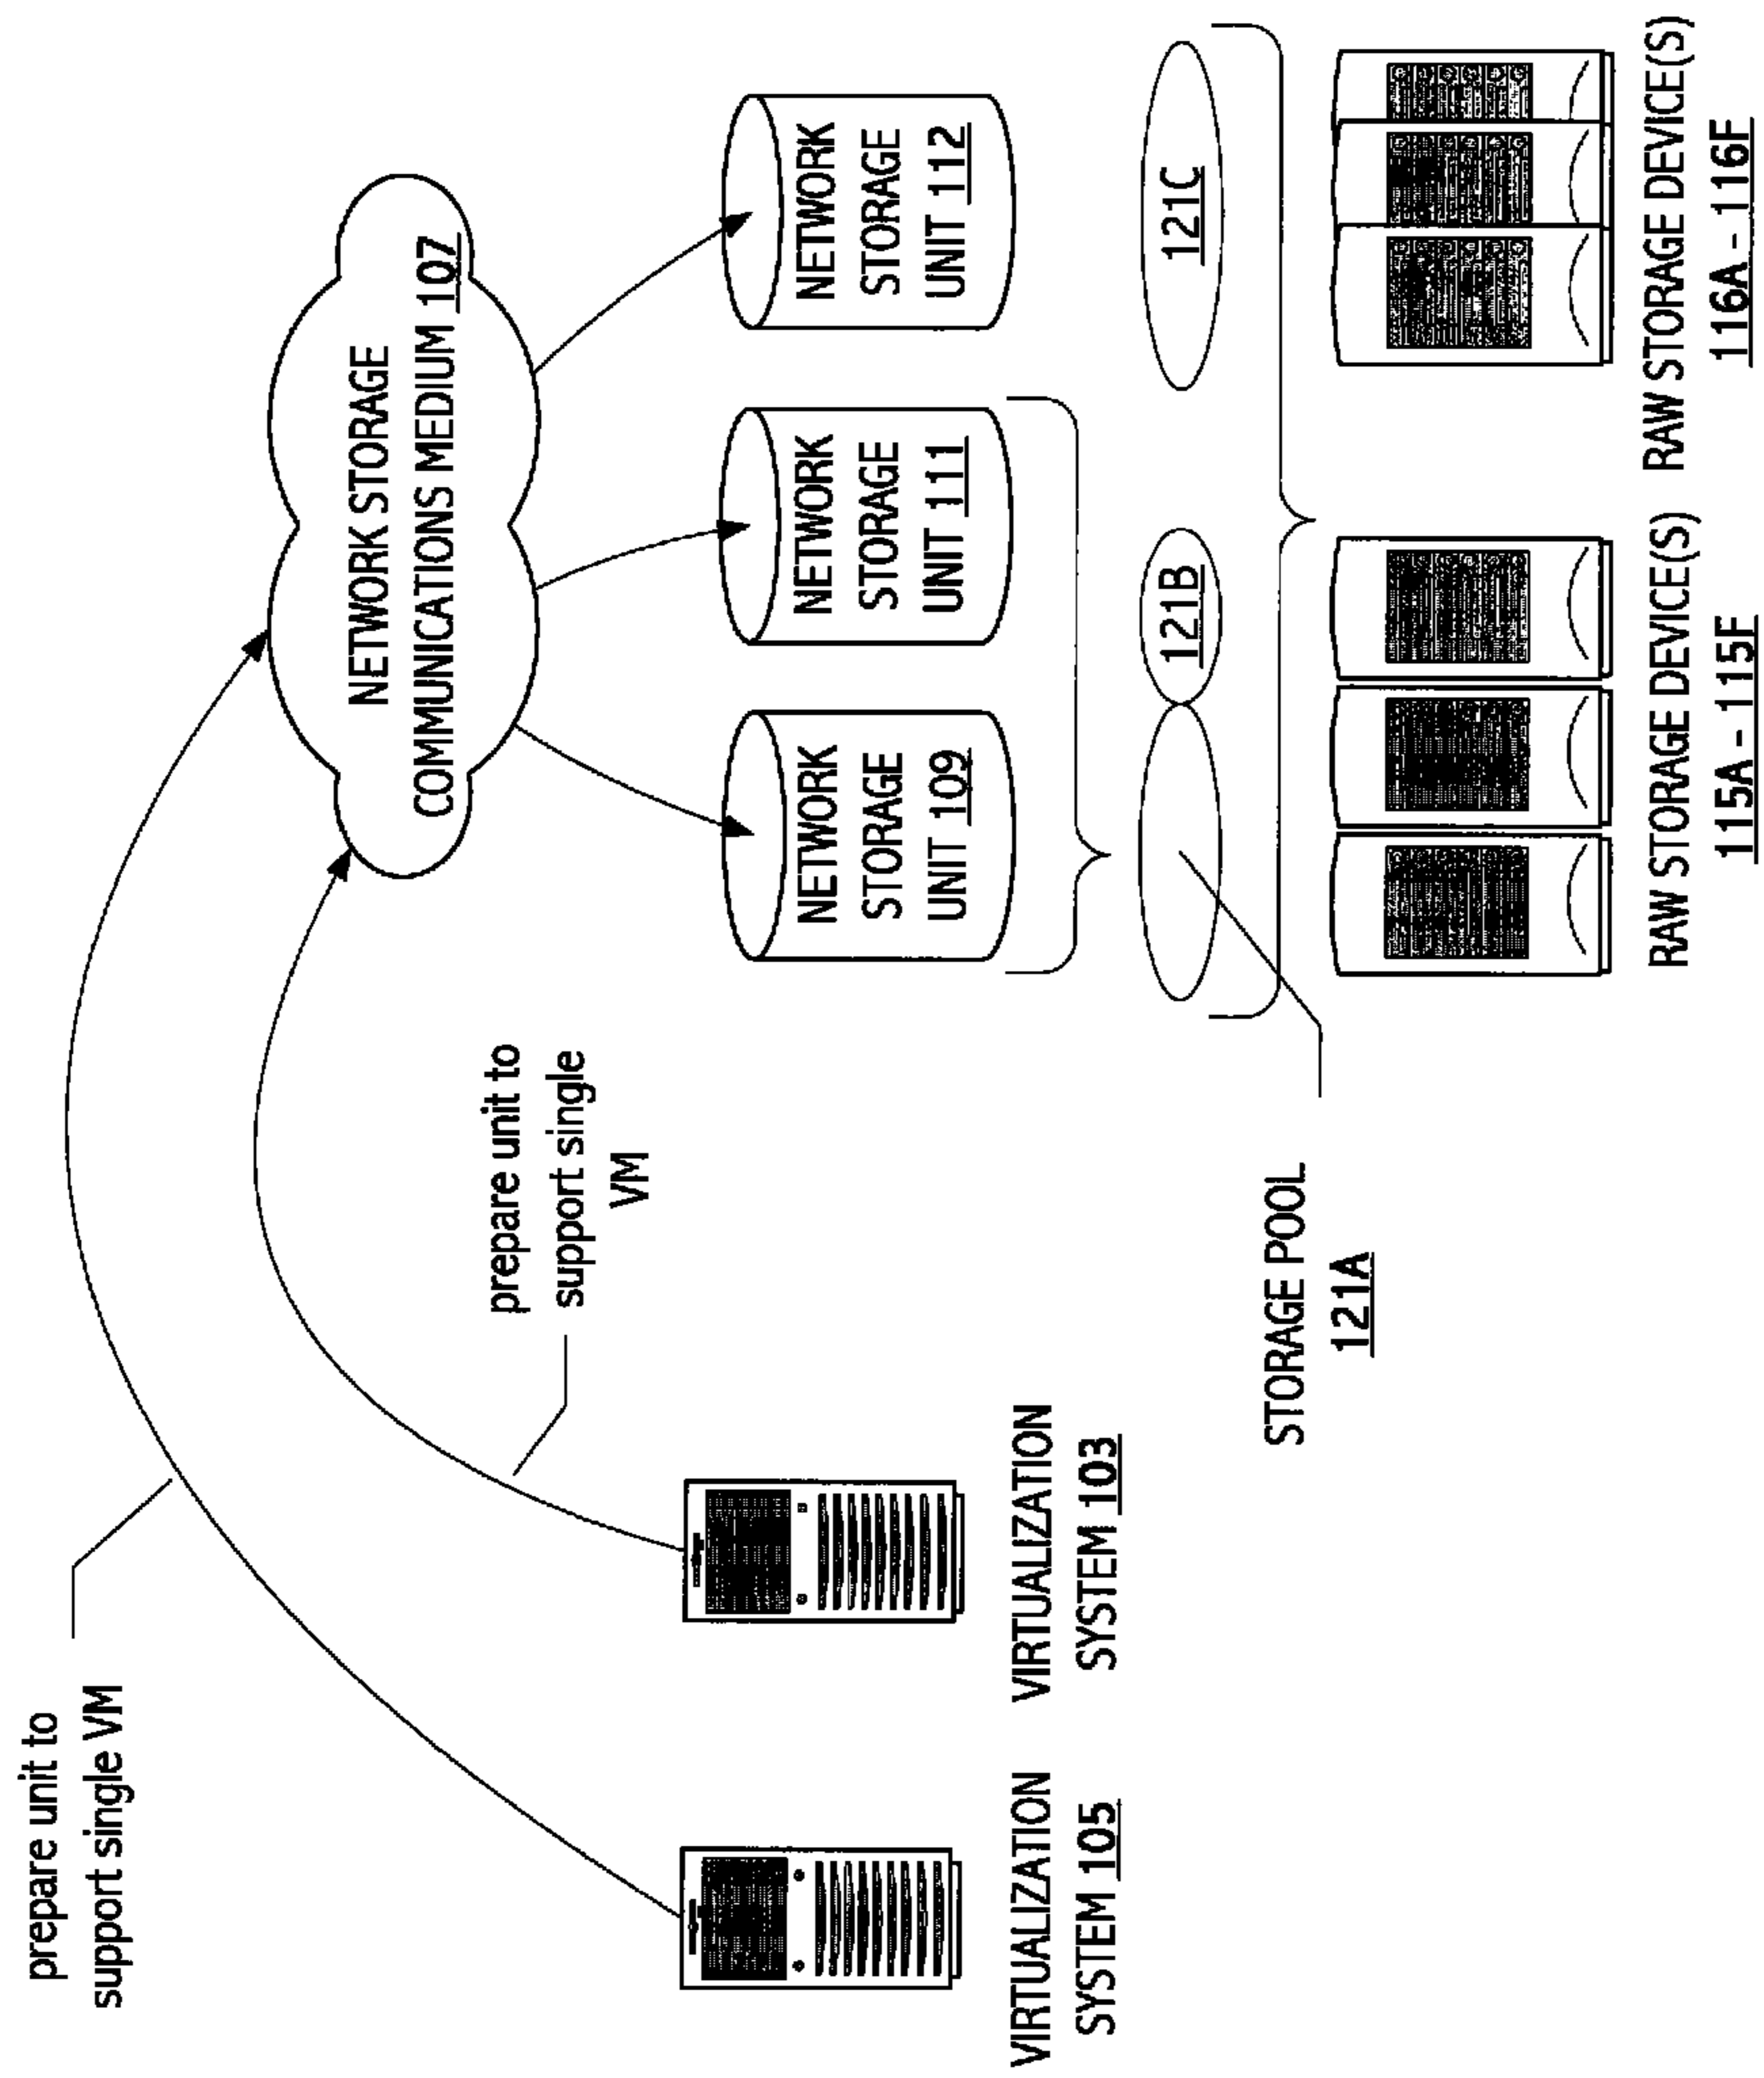 prepare unit to
support single VM
prepare unit to
support single
VM
NETWORK STORAGE
COMMUNICATIONS MEDIUM 107
VIRTUALIZATION
SYSTEM 105
VIRTUALIZATION
SYSTEM 103
NETWORK
STORAGE
UNIT 109
NETWORK
STORAGE
UNIT 111
NETWORK
STORAGE
UNIT 112
121B
121C
STORAGE POOL
121A
RAW STORAGE DEVICE(S)
115A - 115F
RAW STORAGE DEVICE(S)
116A - 116F